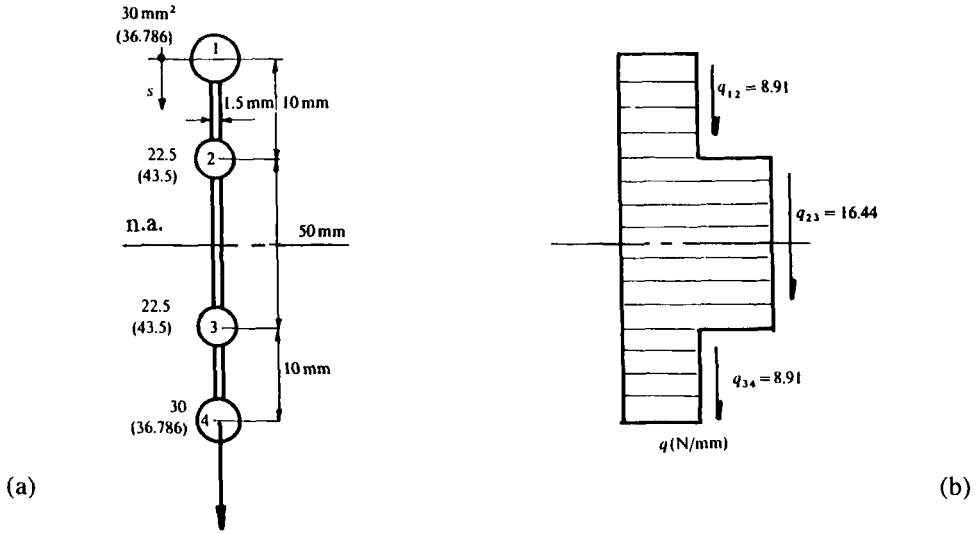 30 mm²
(36.786)
1
s
1.5 mm
10 mm
22.5
(43.5)
2
n.a.
50 mm
22.5
(43.5)
3
10 mm
30
(36.786)
4
(a)
q₁₂ = 8.91
q₂₃ = 16.44
q₃₄ = 8.91
q (N/mm)
(b)